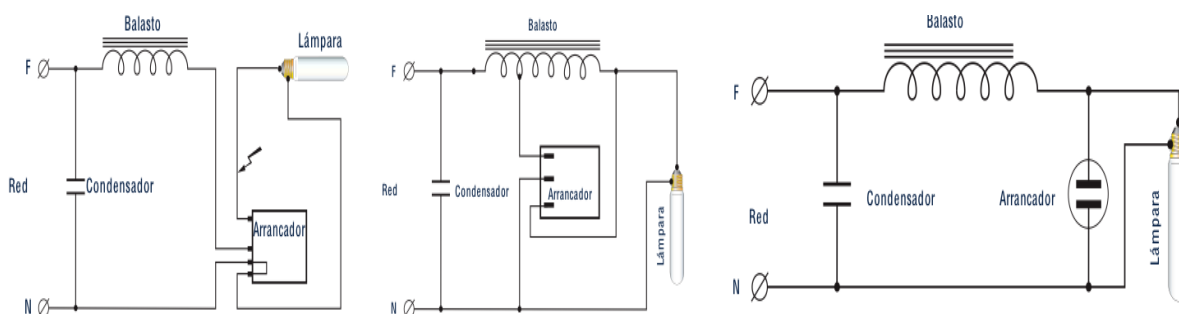 Balasto
Lámpara
F
Red
Condensador
Arrancador
N
Balasto
F
Red
Condensador
Arrancador
Lámpara
N
Balasto
F
Red
Condensador
Arrancador
Lámpara
N